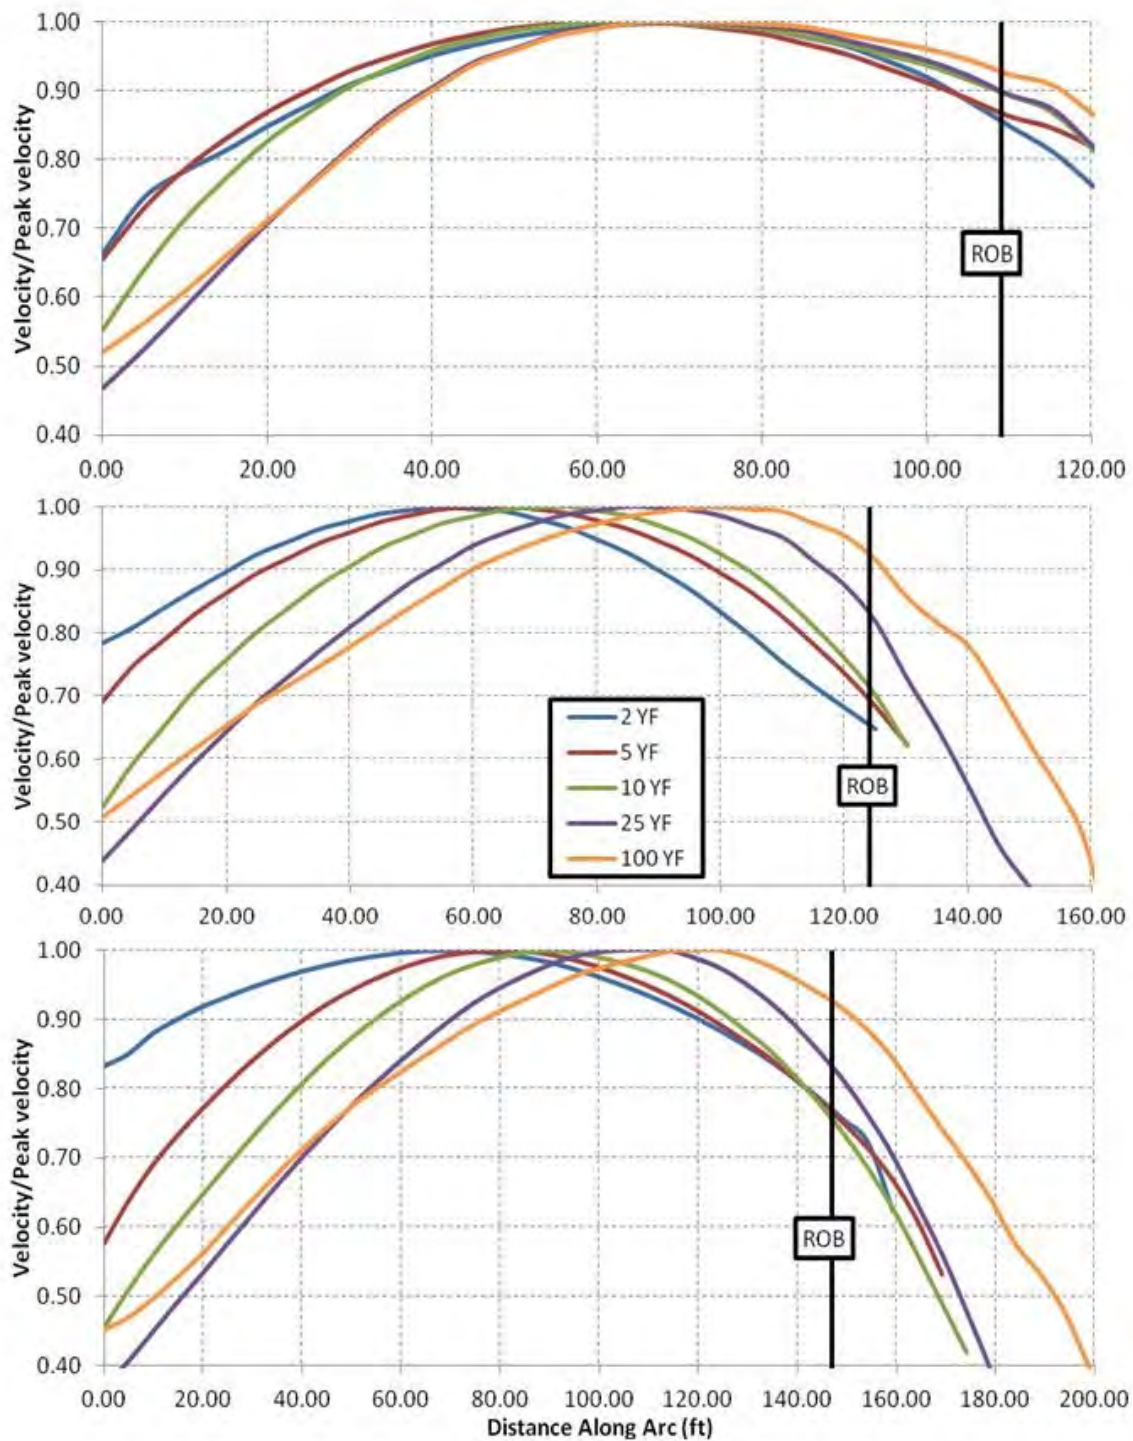 Velocity/Peak velocity
1.00
0.90
0.80
0.70
0.60
0.50
0.40
ROB
0.00 20.00 40.00 60.00 80.00 100.00 120.00
Velocity/Peak velocity
1.00
0.90
0.80
0.70
0.60
0.50
0.40
2 YF
5 YF
10 YF
25 YF
100 YF
ROB
0.00 20.00 40.00 60.00 80.00 100.00 120.00 140.00 160.00
Velocity/Peak velocity
1.00
0.90
0.80
0.70
0.60
0.50
0.40
ROB
0.00 20.00 40.00 60.00 80.00 100.00 120.00 140.00 160.00 180.00 200.00
Distance Along Arc (ft)